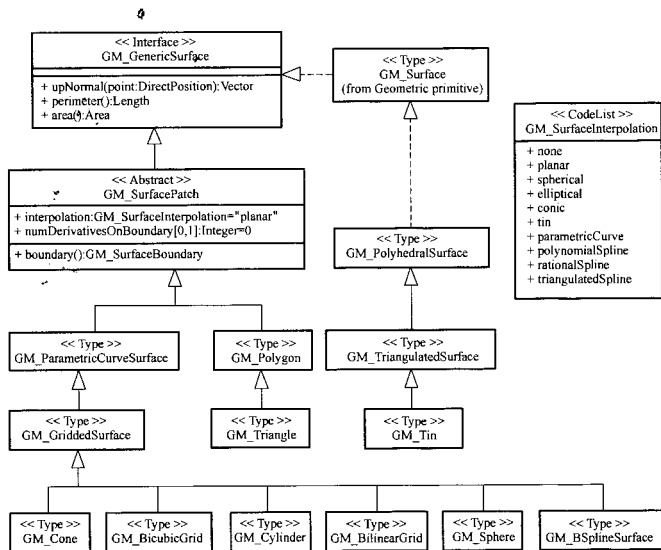 << Interface >>
GM_GenericSurface
+ upNormal(point:DirectPosition):Vector
+ perimeter():Length
+ area():Area
<< Type >>
GM_Surface
(from Geometric primitive)
<< CodeList >>
GM_SurfaceInterpolation
+ none
+ planar
+ spherical
+ elliptical
+ conic
+ tin
+ parametricCurve
+ polynomialSpline
+ rationalSpline
+ triangulatedSpline
<< Abstract >>
GM_SurfacePatch
+ interpolation:GM_SurfaceInterpolation="planar"
+ numDerivativesOnBoundary[0,1]:Integer=0
+ boundary():GM_SurfaceBoundary
<< Type >>
GM_PolyhedralSurface
<< Type >>
GM_ParametricCurveSurface
<< Type >>
GM_Polygon
<< Type >>
GM_TriangulatedSurface
<< Type >>
GM_GriddedSurface
<< Type >>
GM_Triangle
<< Type >>
GM_Tin
<< Type >>
GM_Cone
<< Type >>
GM_BicubicGrid
<< Type >>
GM_Cylinder
<< Type >>
GM_BilinearGrid
<< Type >>
GM_Sphere
<< Type >>
GM_BSplineSurface